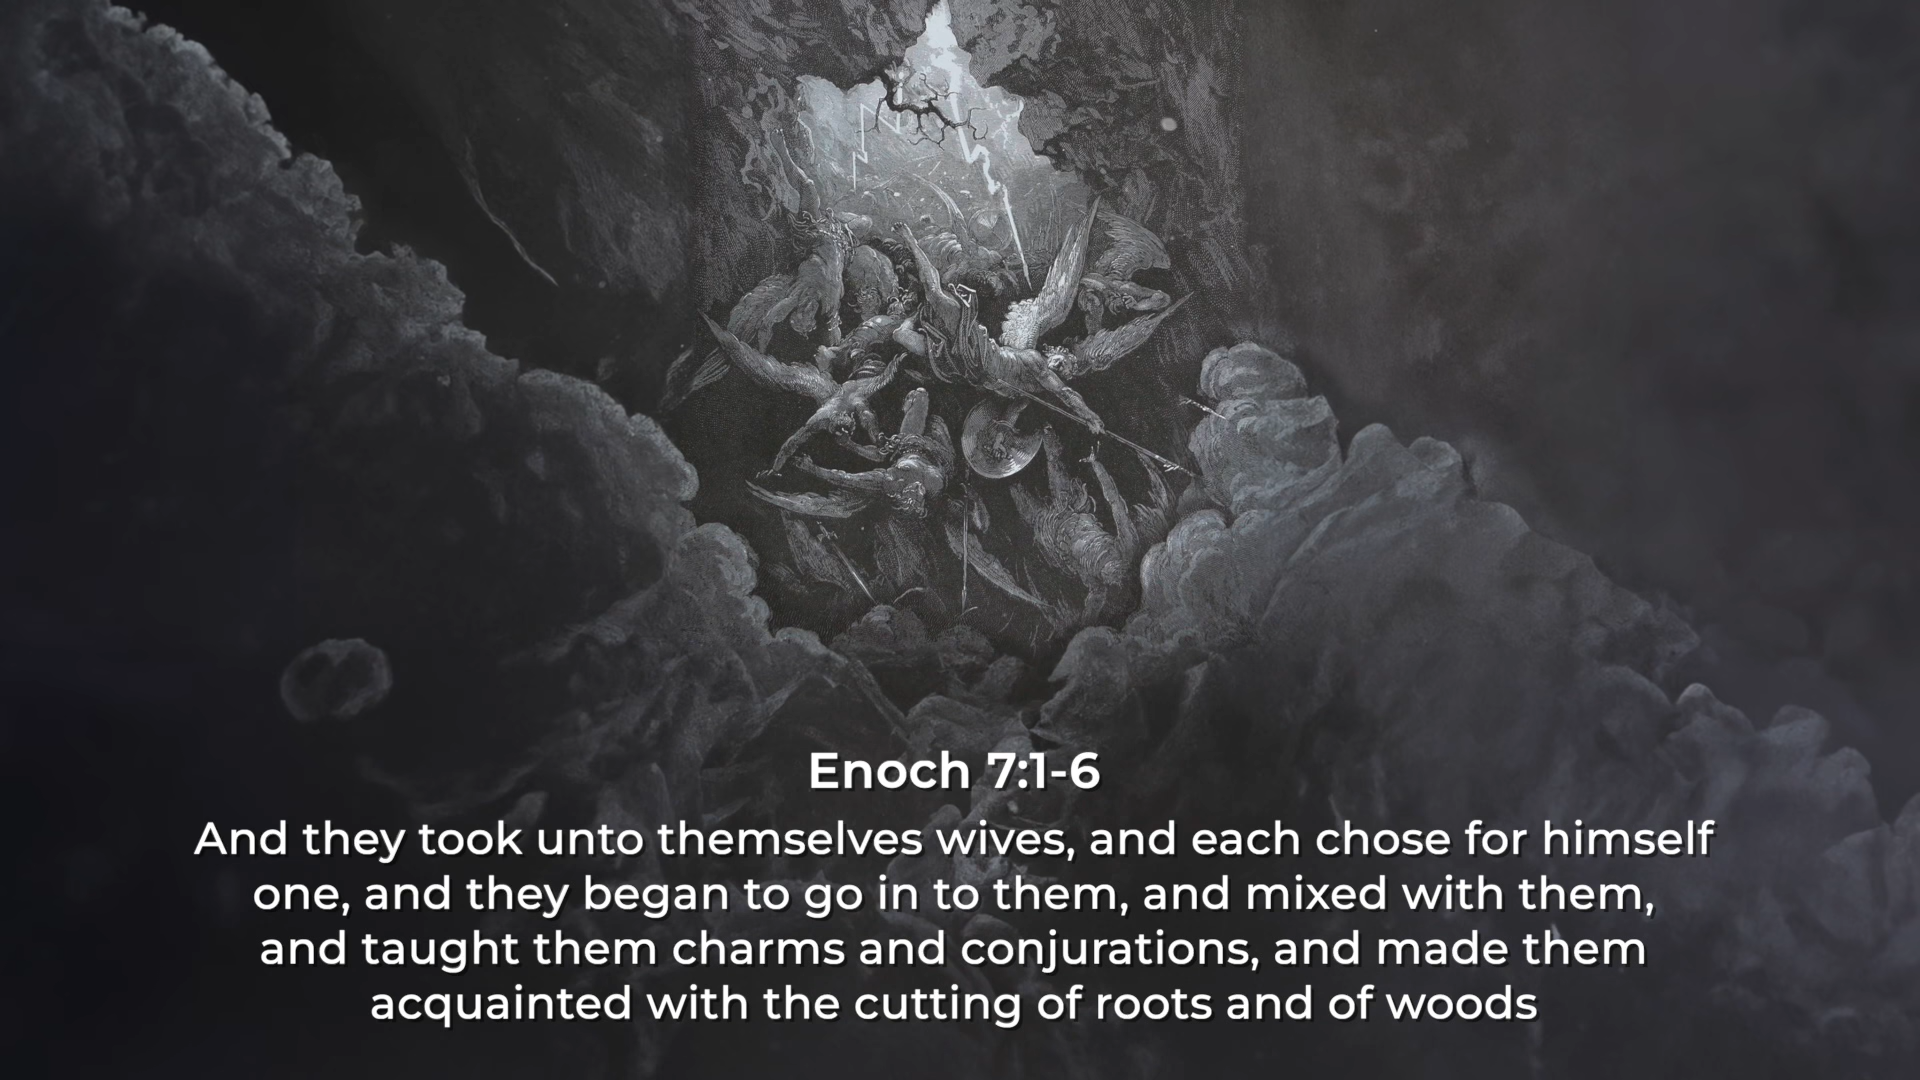 Enoch 7:1-6
And they took unto themselves wives, and each chose for himself
one, and they began to go in to them, and mixed with them,
and taught them charms and conjurations, and made them
acquainted with the cutting of roots and of woods